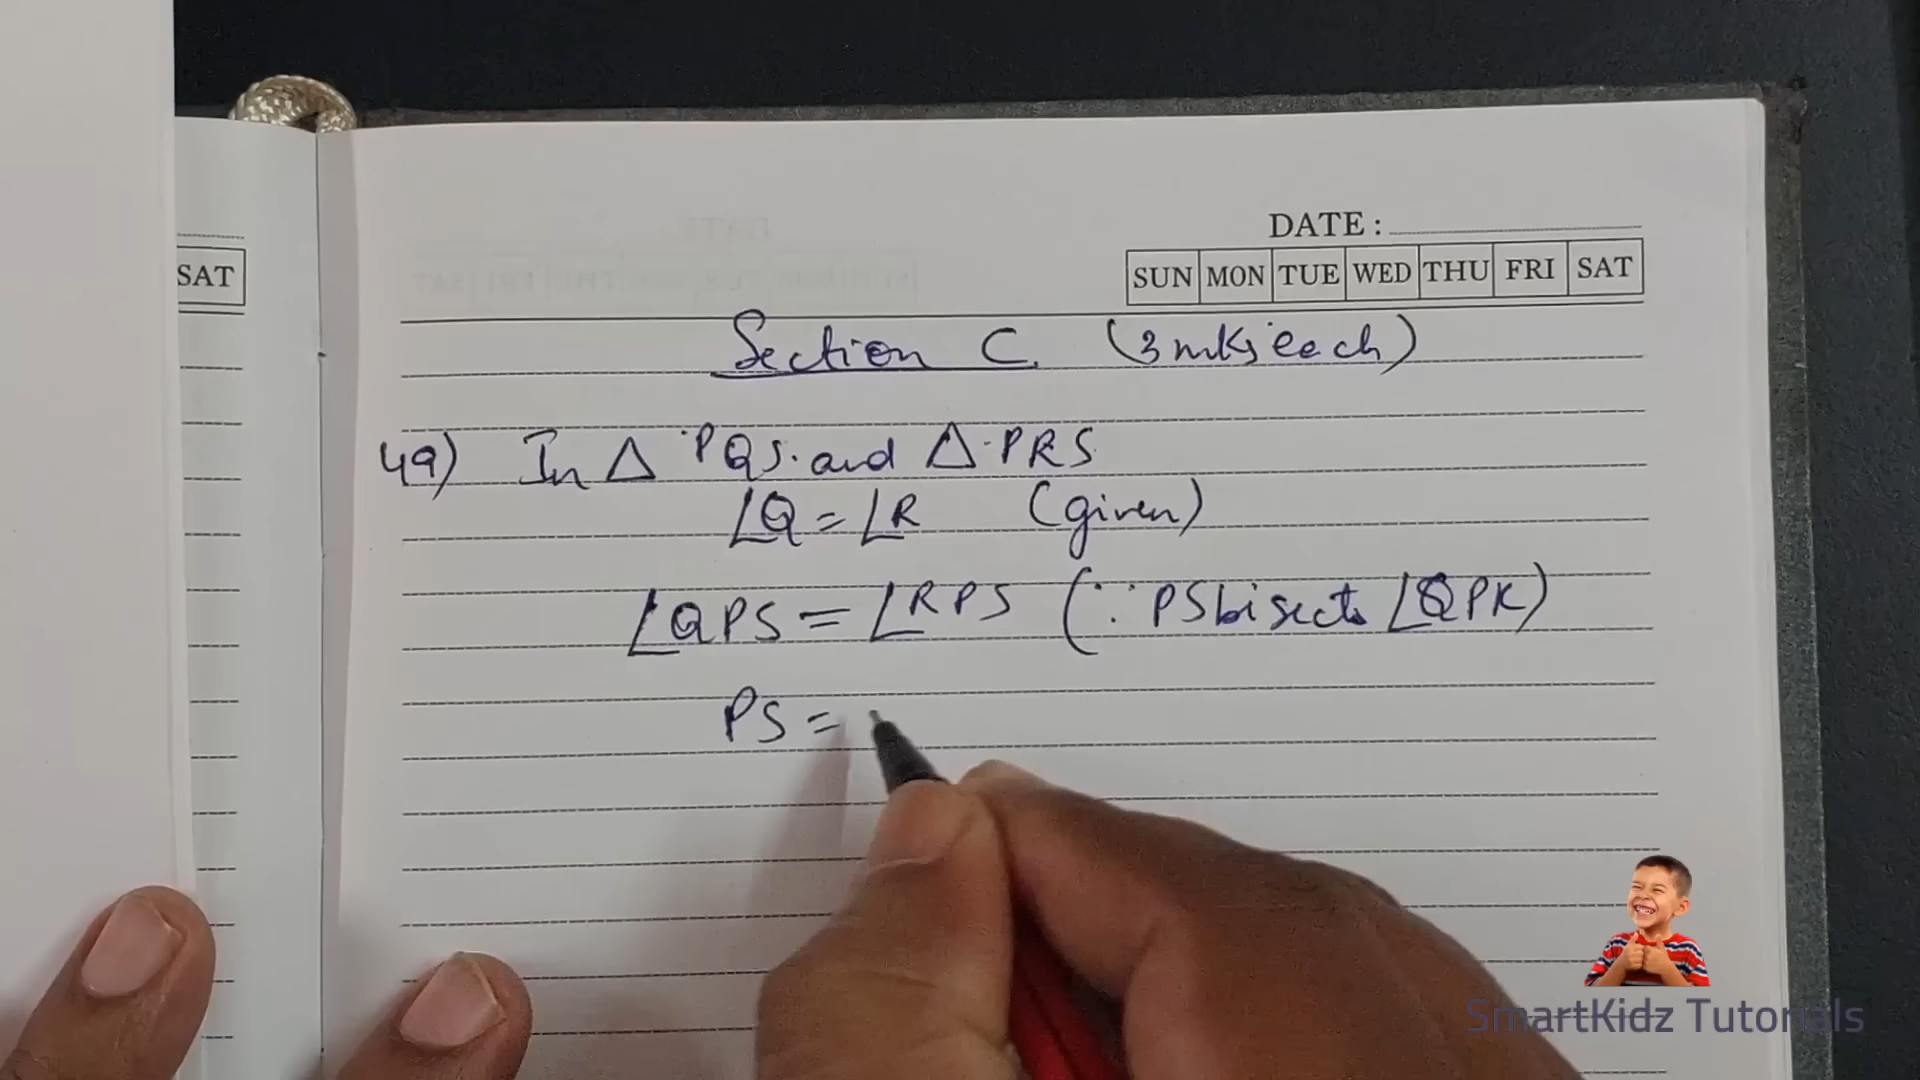 DATE :
SAT
SUN MON TUE WED THU FRI SAT
Section C. (3 mks each)
49) In Δ PQS. and Δ PRS
∠Q = ∠R (given)
∠QPS = ∠RPS (∵ PS bisects ∠QPR)
PS =
SmartKidz Tutorials